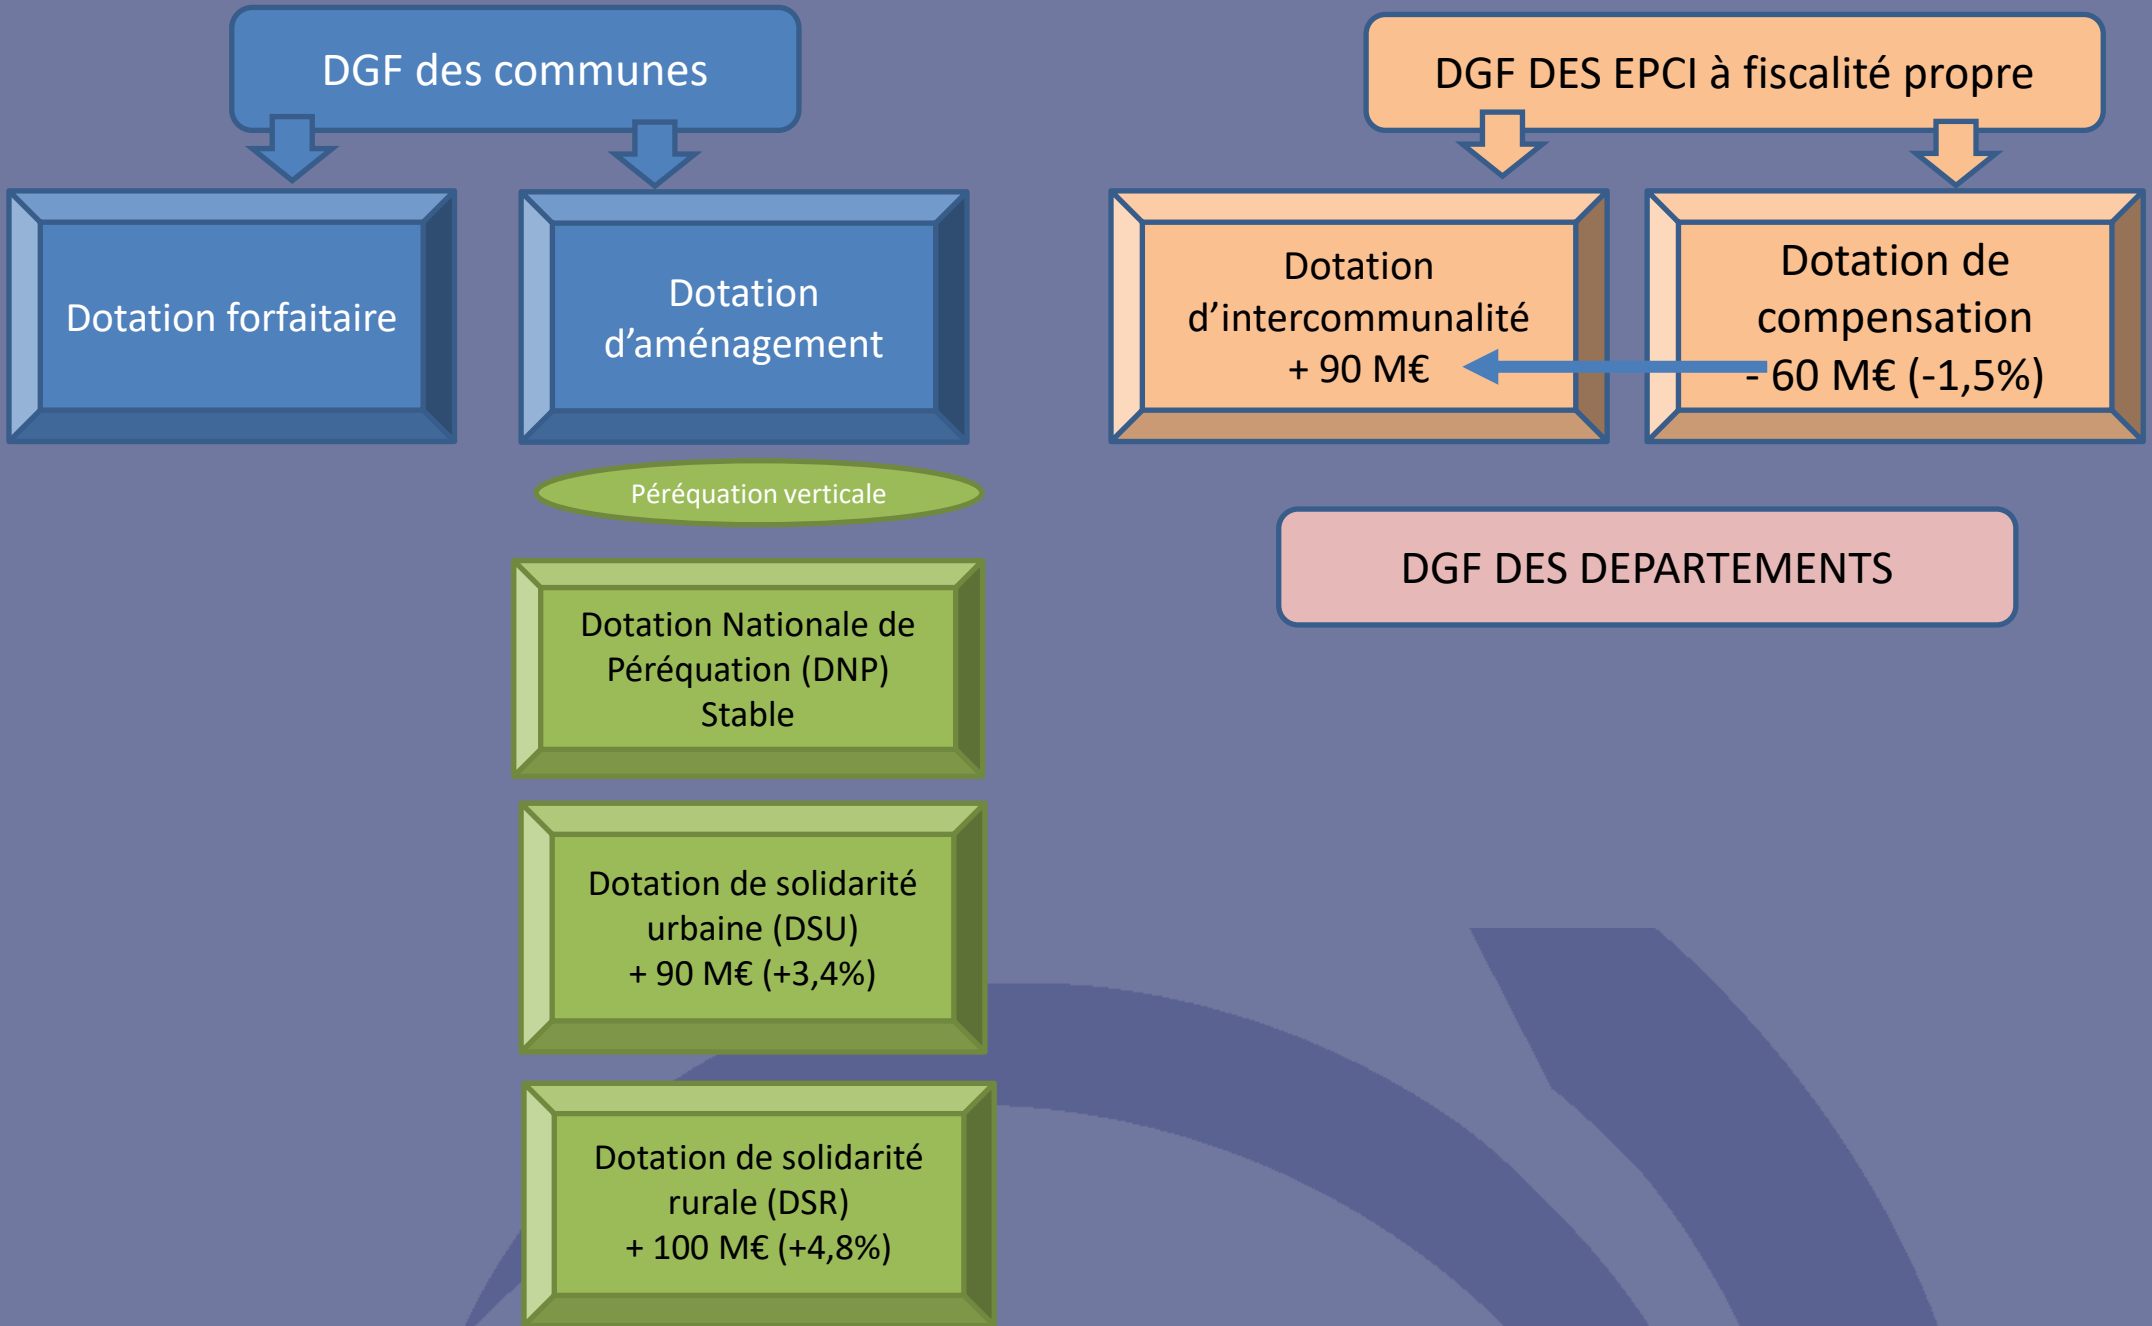 DGF des communes
Dotation forfaitaire
Dotation
d’aménagement
Péréquation verticale
Dotation Nationale de
Péréquation (DNP)
Stable
Dotation de solidarité
urbaine (DSU)
+ 90 M€ (+3,4%)
Dotation de solidarité
rurale (DSR)
+ 100 M€ (+4,8%)
DGF DES EPCI à fiscalité propre
Dotation
d’intercommunalité
+ 90 M€
Dotation de
compensation
- 60 M€ (-1,5%)
DGF DES DEPARTEMENTS